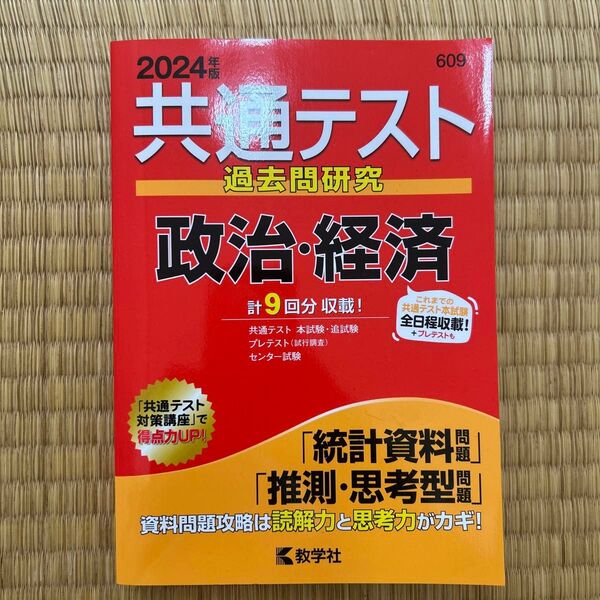 2024年版
609
共通テスト
過去問研究
政治・経済
計9回分収載!
共通テスト 本試験・追試験
プレテスト(試行調査)
センター試験
これまでの
共通テスト本試験
全日程収載!
+プレテストも
「共通テスト
対策講座」で
得点力UP!
「統計資料問題」
「推測・思考型問題」
資料問題攻略は読解力と思考力がカギ!
教学社